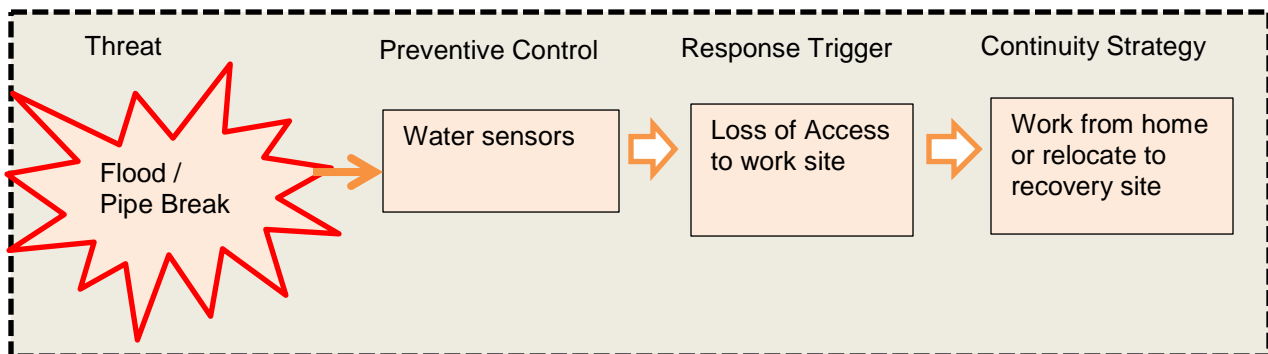 Threat
Preventive Control
Response Trigger
Continuity Strategy
Flood /
Pipe Break
Water sensors
Loss of Access
to work site
Work from home
or relocate to
recovery site